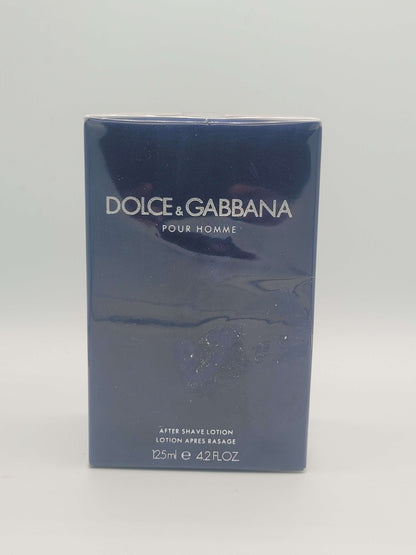 DOLCE & GABBANA
POUR HOMME
AFTER SHAVE LOTION
LOTION APRES RASAGE
125ml ℮ 4.2 FL.OZ.